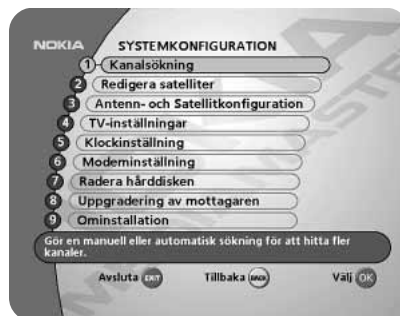 NOKIA
SYSTEMKONFIGURATION
1 Kanalsökning
2 Redigera satelliter
3 Antenn- och Satellitkonfiguration
4 TV-inställningar
5 Klockinställning
6 Modeminställning
7 Radera hårddisken
8 Uppgradering av mottagaren
9 Ominstallation
Gör en manuell eller automatisk sökning för att hitta fler
kanaler.
Avsluta EXIT Tillbaka BACK Välj OK